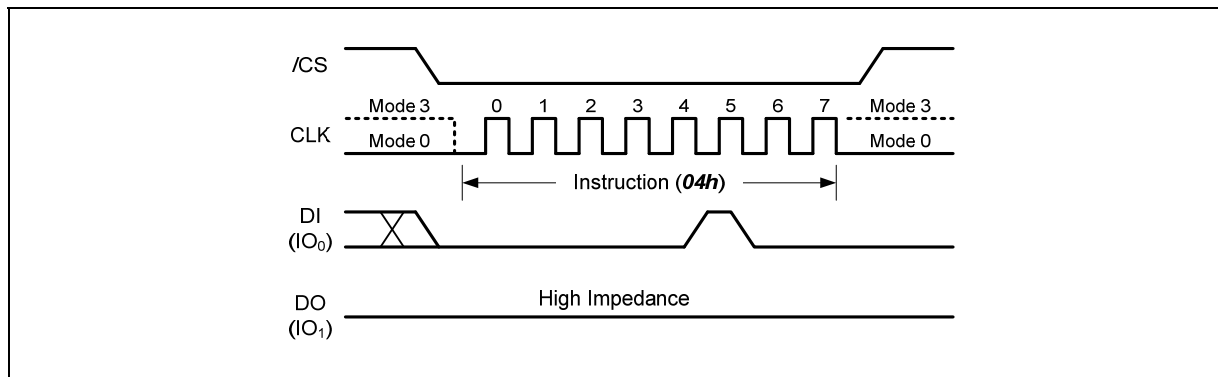 /CS
Mode 3 0 1 2 3 4 5 6 7 Mode 3
CLK
Mode 0 Mode 0
Instruction (04h)
DI
(IO₀)
High Impedance
DO
(IO₁)